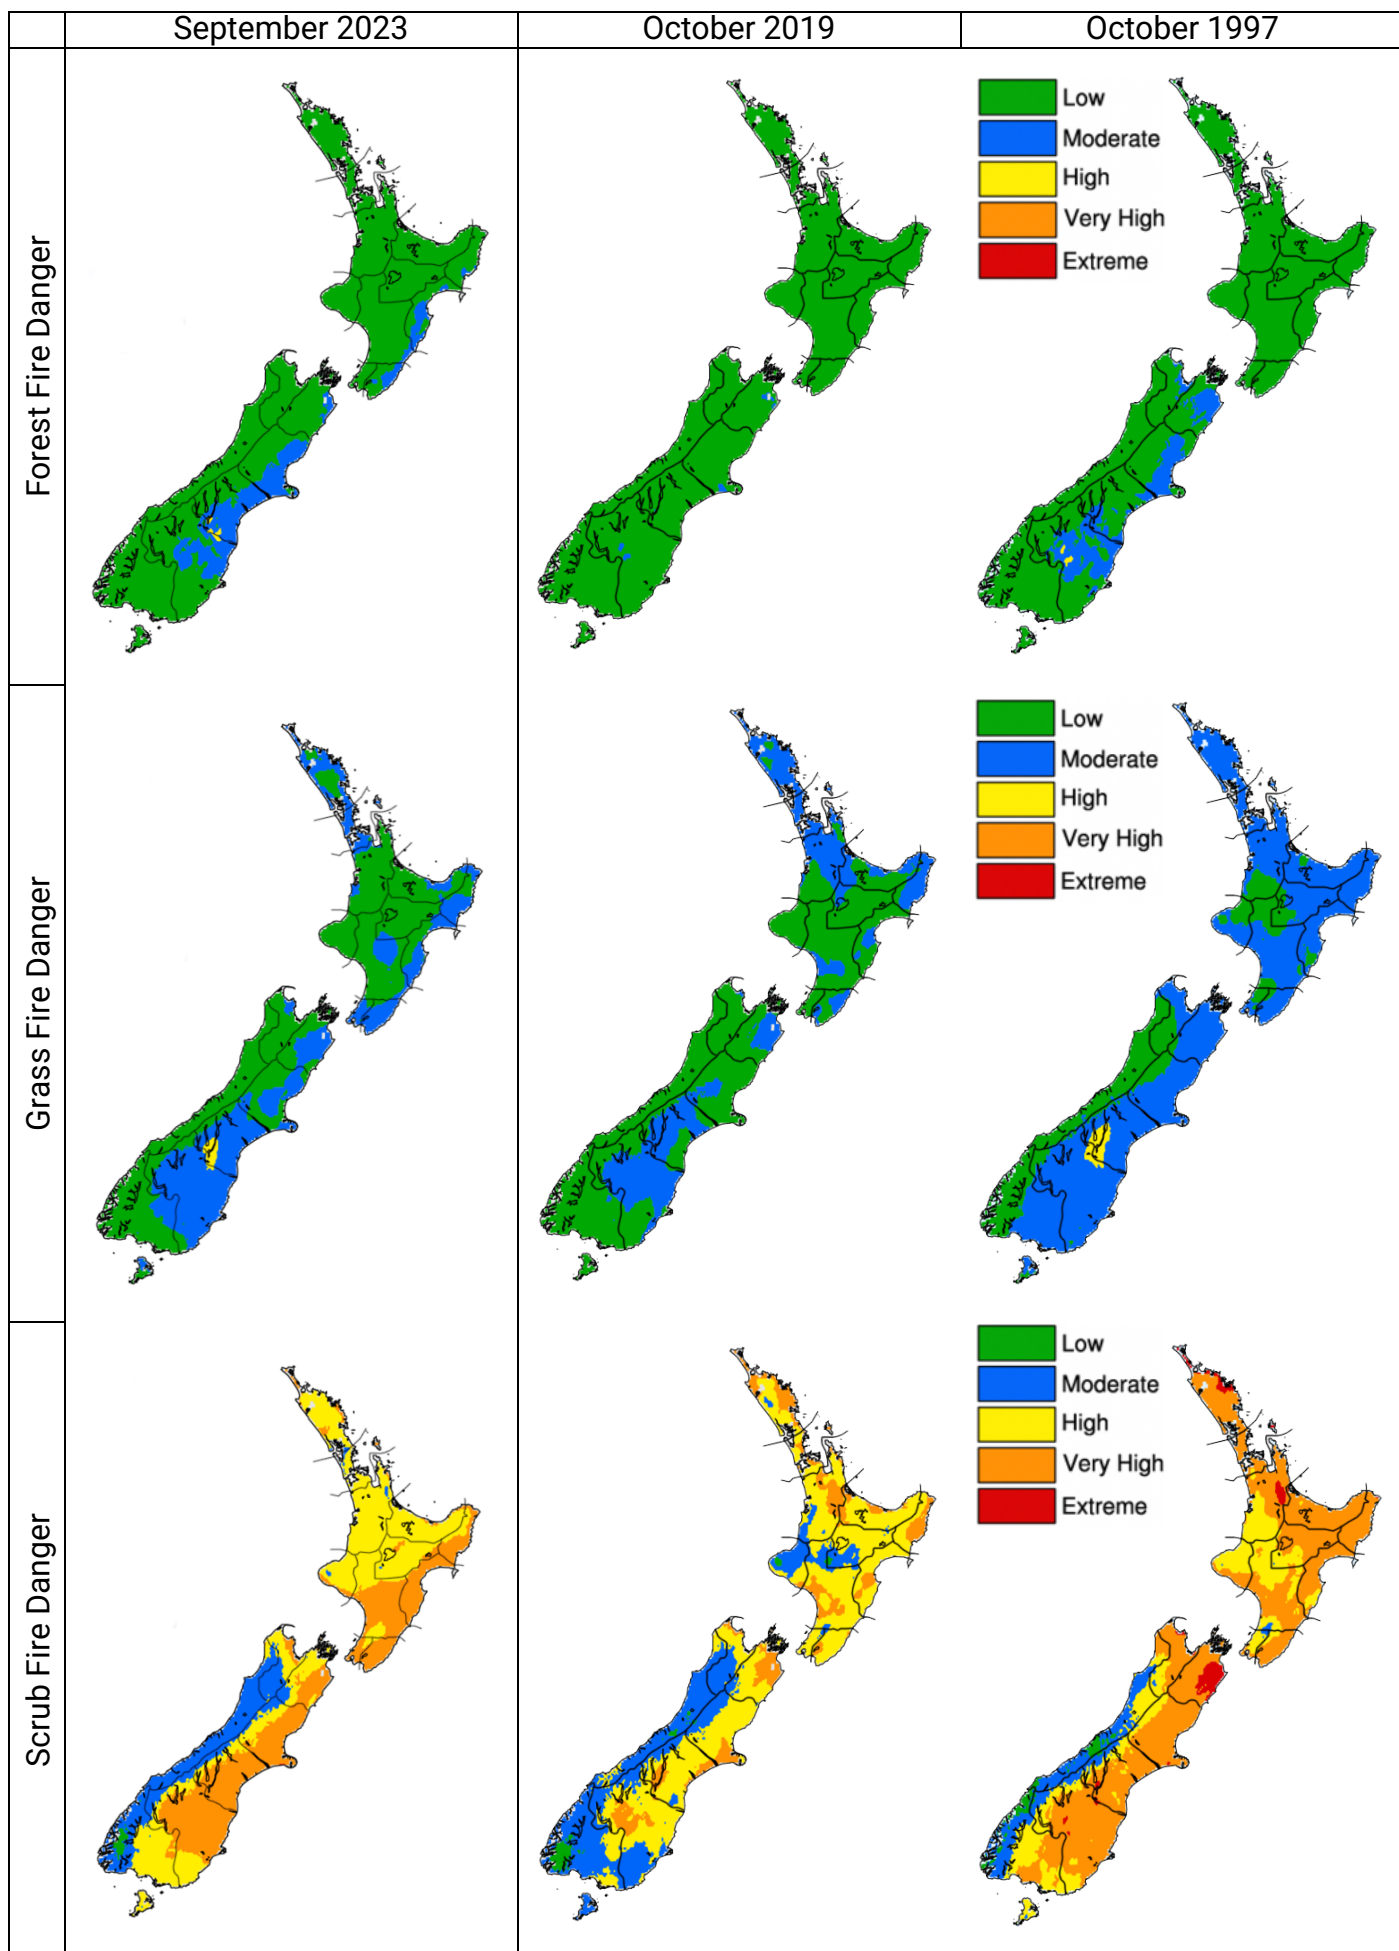 September 2023
October 2019
October 1997
Forest Fire Danger
Low
Moderate
High
Very High
Extreme
Grass Fire Danger
Low
Moderate
High
Very High
Extreme
Scrub Fire Danger
Low
Moderate
High
Very High
Extreme